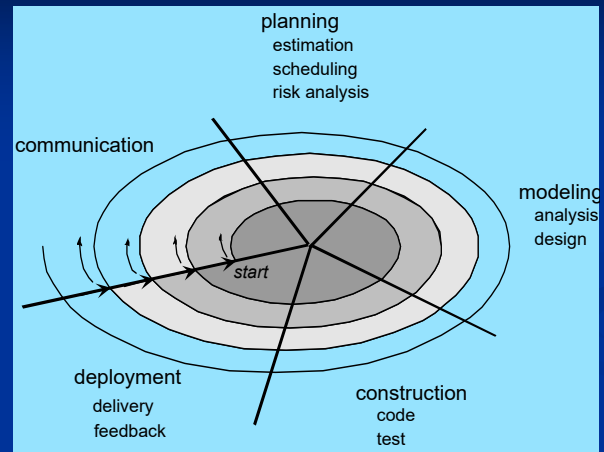 planning
estimation
scheduling
risk analysis
communication
modeling
analysis
design
start
deployment
delivery
feedback
construction
code
test